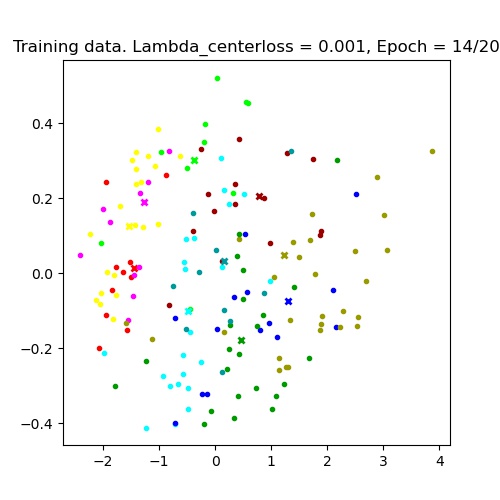 Training data. Lambda_centerloss = 0.001, Epoch = 14/20
0.4
0.2
0.0
−0.2
−0.4
−2 −1 0 1 2 3 4